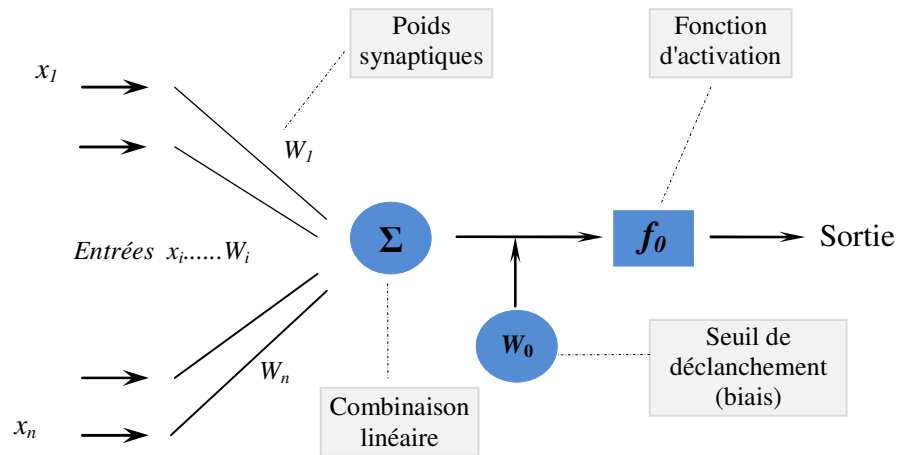 Poids
synaptiques
Fonction
d'activation
x1
W1
Entrées xi......Wi
Σ
f0
Sortie
W0
Seuil de
déclanchement
(biais)
Wn
Combinaison
linéaire
xn